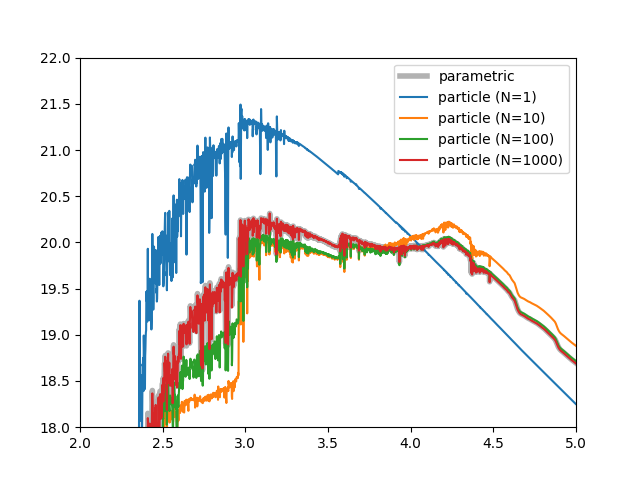 22.0
21.5
21.0
20.5
20.0
19.5
19.0
18.5
18.0
2.0 2.5 3.0 3.5 4.0 4.5 5.0
parametric
particle (N=1)
particle (N=10)
particle (N=100)
particle (N=1000)